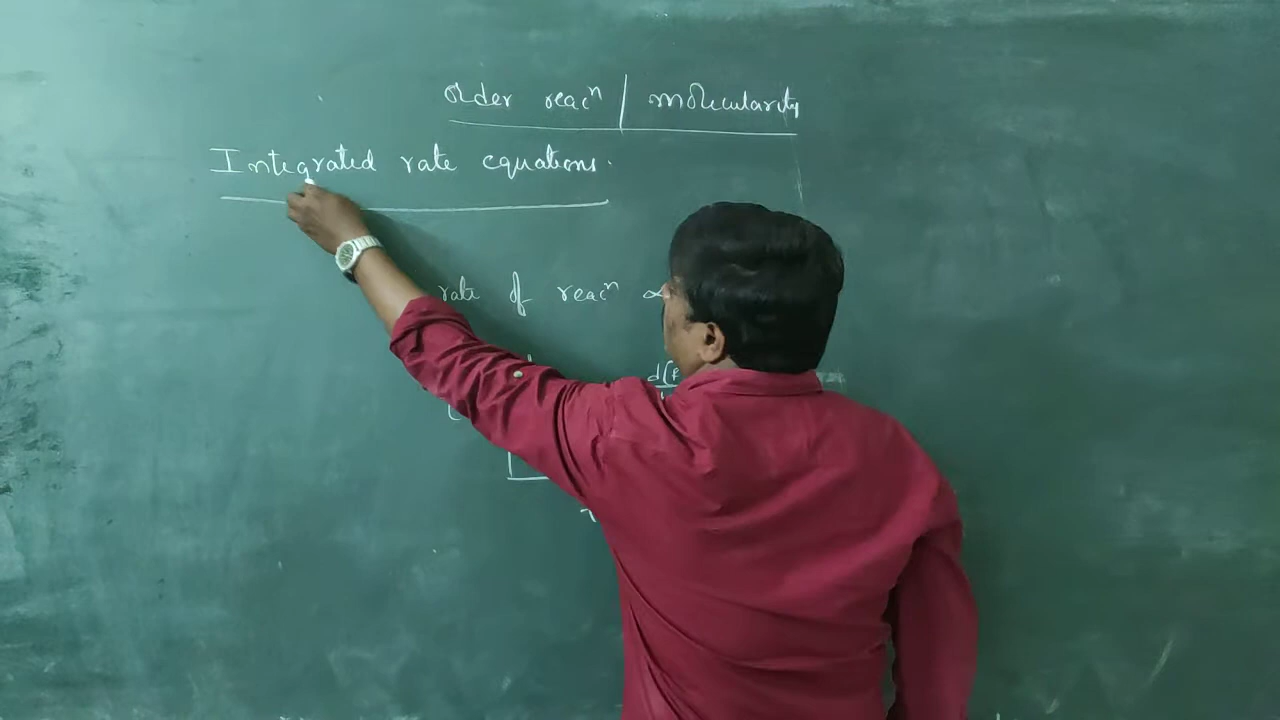 Order reacⁿ | molecularity
Integrated rate equations.
rate of reacⁿ ∝
d(